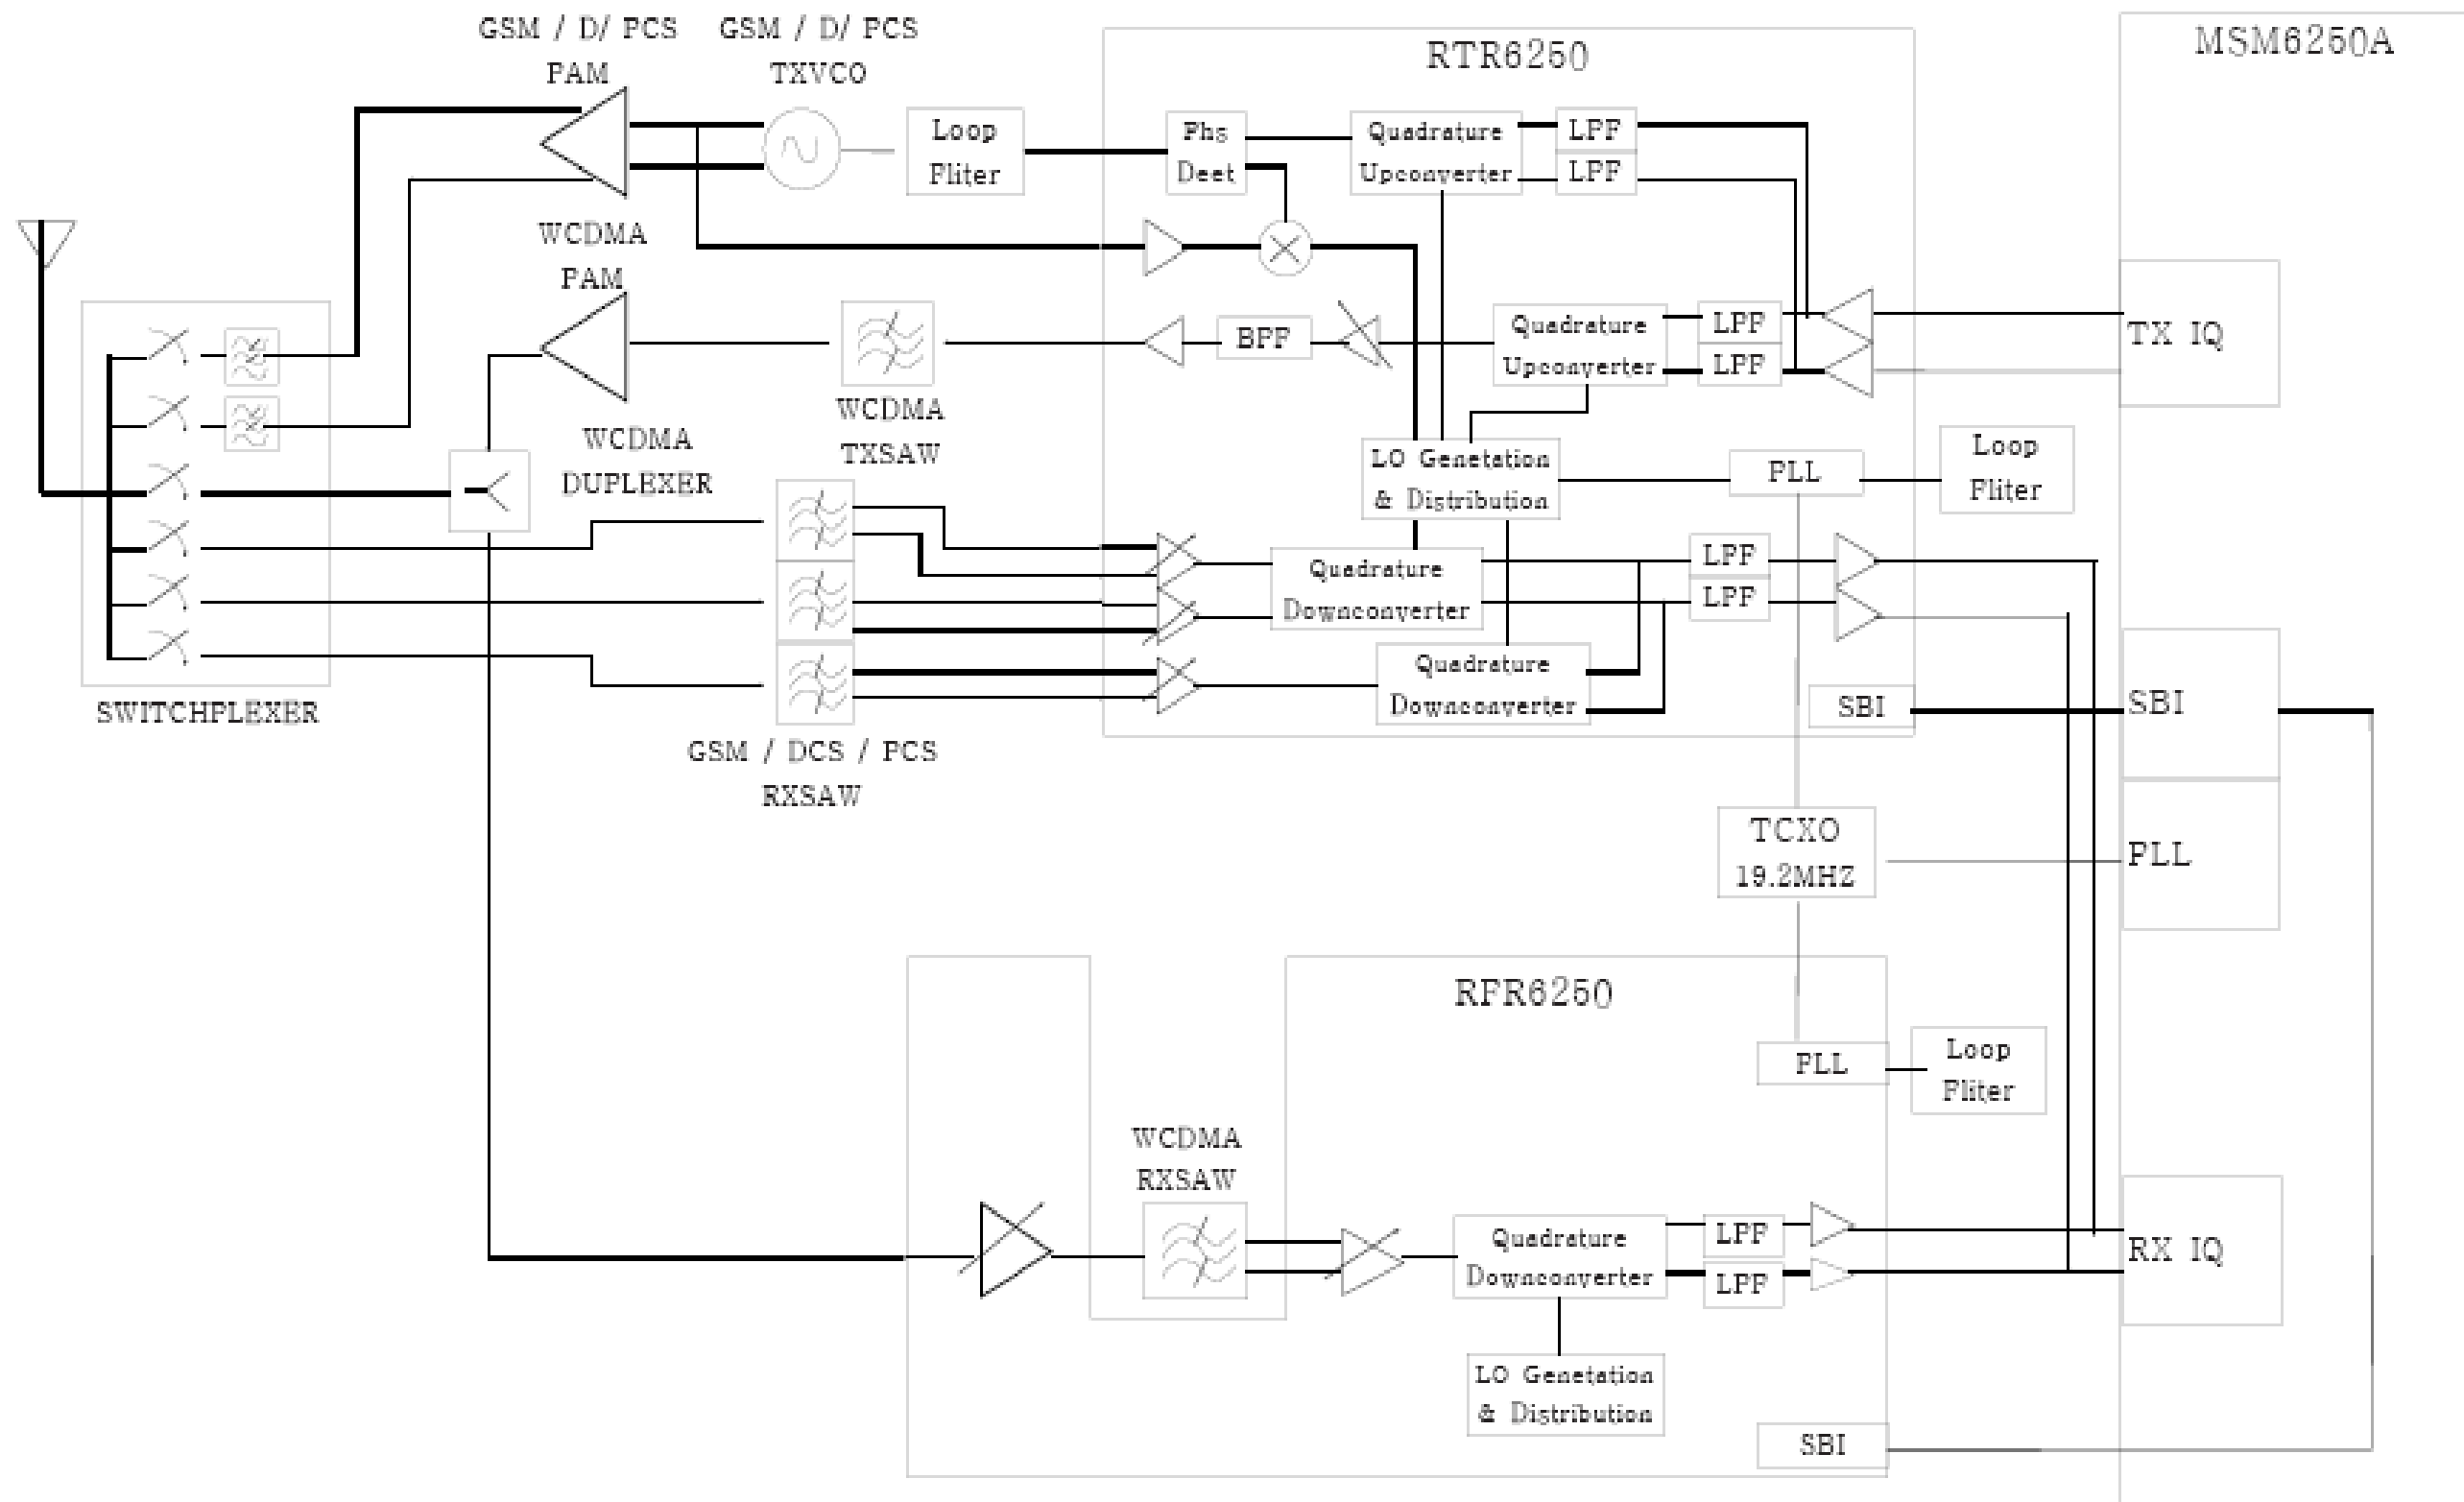 GSM / D/ PCS
PAM
GSM / D/ PCS
TXVCO
RTR6250
MSM6250A
Loop
Fliter
Phs
Deet
Quadrature
Upconverter
LPF
LPF
WCDMA
PAM
Quadrature
Upconverter
LPF
LPF
BPF
TX IQ
WCDMA
TXSAW
WCDMA
DUPLEXER
LO Genetation
& Distribution
PLL
Loop
Fliter
Quadrature
Downconverter
LPF
LPF
Quadrature
Downconverter
SBI
SBI
SWITCHPLEXER
GSM / DCS / PCS
RXSAW
TCXO
19.2MHZ
PLL
RFR6250
PLL
Loop
Fliter
WCDMA
RXSAW
Quadrature
Downconverter
LPF
LPF
RX IQ
LO Genetation
& Distribution
SBI